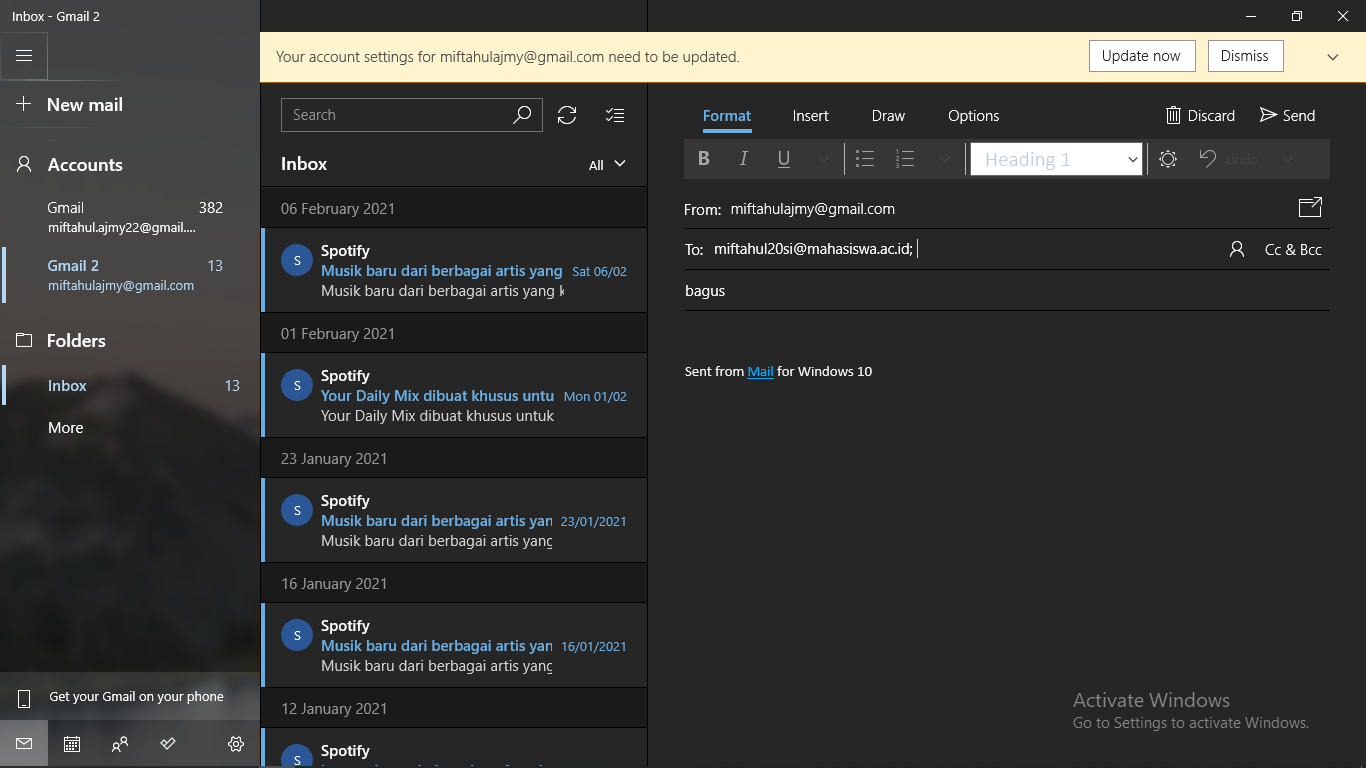 Inbox - Gmail 2
Your account settings for miftahulajmy@gmail.com need to be updated.
Update now
Dismiss
New mail
Accounts
Gmail 382
miftahul.ajmy22@gmail....
Gmail 2 13
miftahulajmy@gmail.com
Folders
Inbox 13
More
Get your Gmail on your phone
Search
Inbox
All
06 February 2021
S
Spotify
Musik baru dari berbagai artis yang Sat 06/02
Musik baru dari berbagai artis yang
01 February 2021
S
Spotify
Your Daily Mix dibuat khusus untu Mon 01/02
Your Daily Mix dibuat khusus untuk
23 January 2021
S
Spotify
Musik baru dari berbagai artis yan 23/01/2021
Musik baru dari berbagai artis yang
16 January 2021
S
Spotify
Musik baru dari berbagai artis yan 16/01/2021
Musik baru dari berbagai artis yang
12 January 2021
S
Spotify
Format Insert Draw Options Discard Send
B I U Heading 1 Undo
From: miftahulajmy@gmail.com
To: miftahul20si@mahasiswa.ac.id; Cc & Bcc
bagus
Sent from Mail for Windows 10
Activate Windows
Go to Settings to activate Windows.